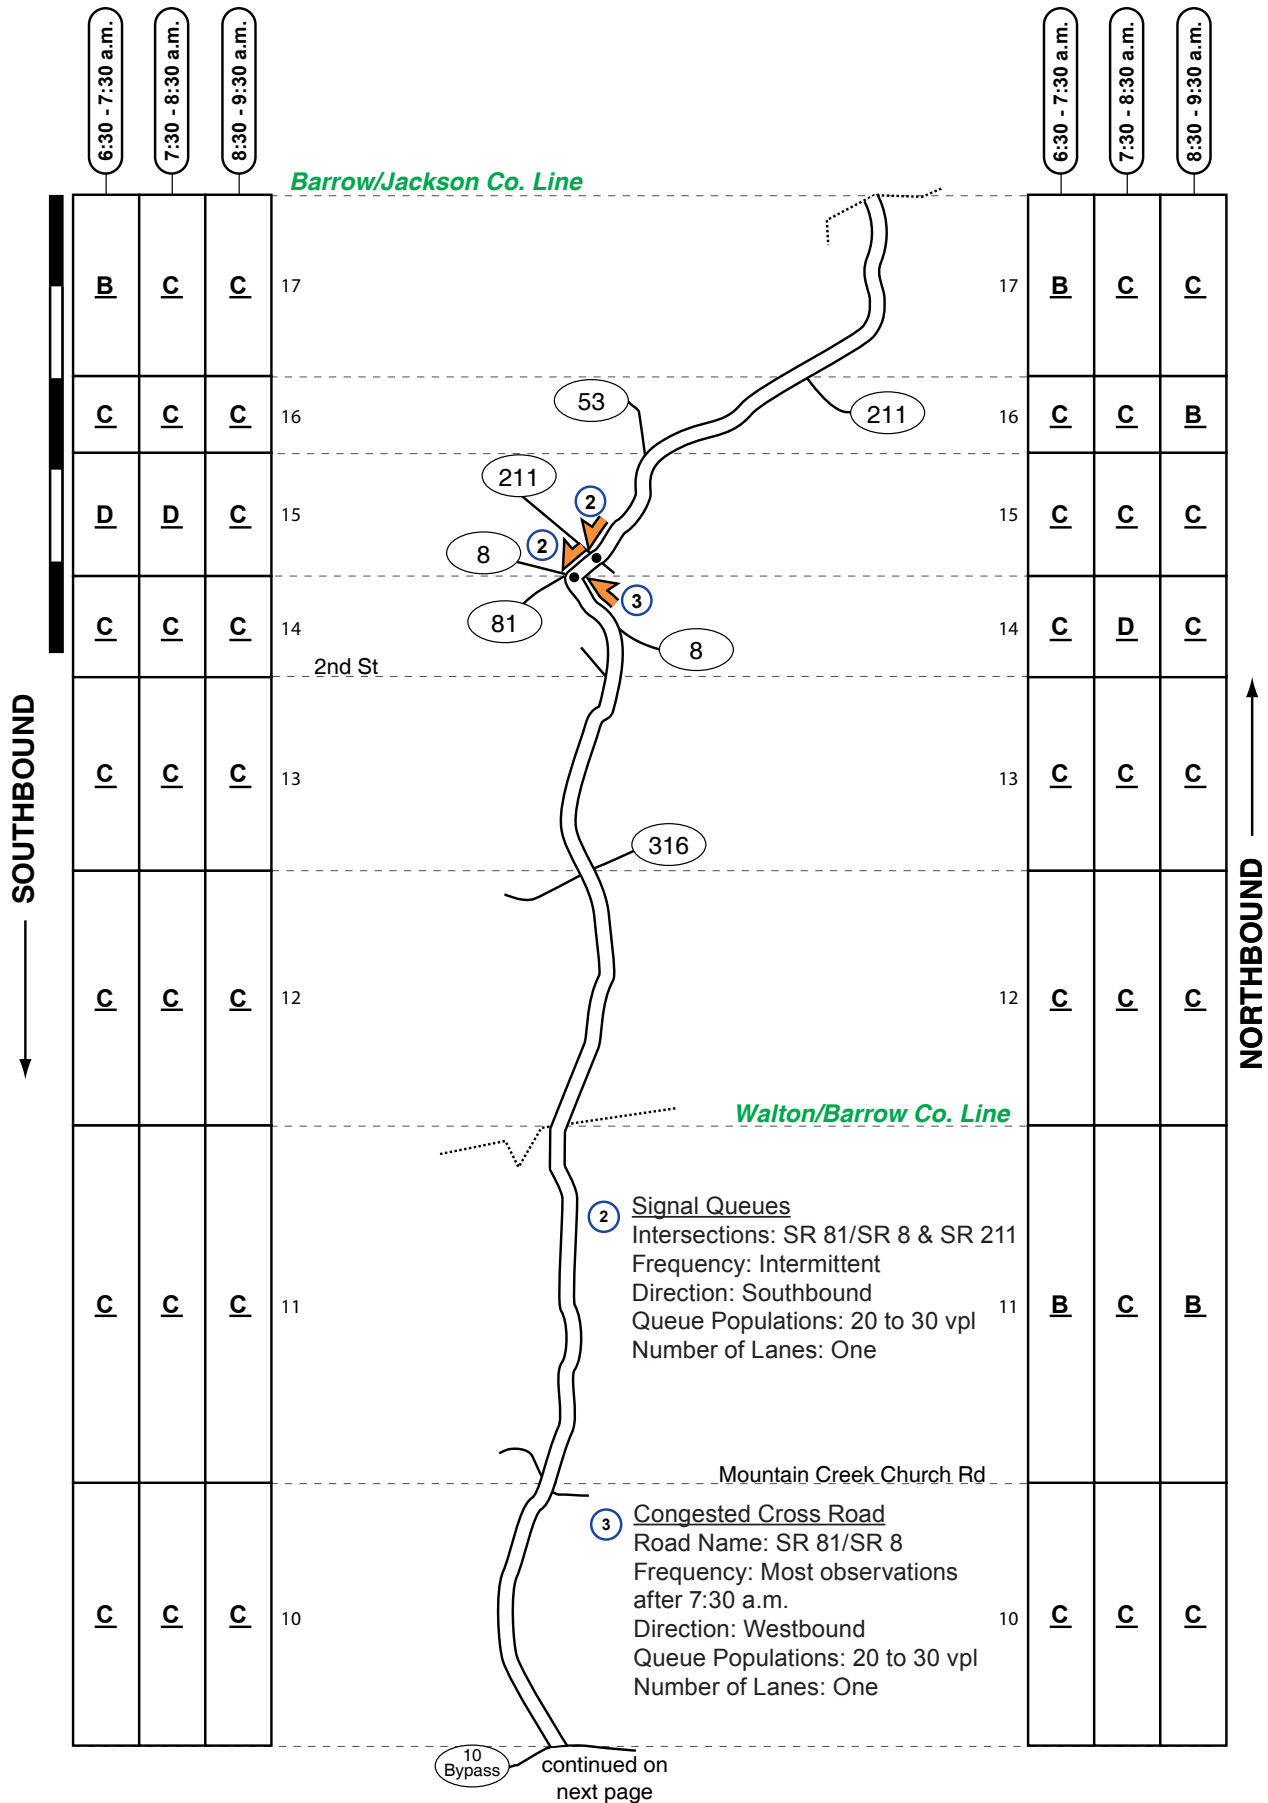 6:30 - 7:30 a.m.
7:30 - 8:30 a.m.
8:30 - 9:30 a.m.
6:30 - 7:30 a.m.
7:30 - 8:30 a.m.
8:30 - 9:30 a.m.
Barrow/Jackson Co. Line
B C C 17
17 B C C
53
211
C C C 16
16 C C B
211
2
D D C 15
15 C C C
2
8
3
81
C C C 14
14 C D C
8
2nd St
SOUTHBOUND
C C C 13
13 C C C
316
NORTHBOUND
C C C 12
12 C C C
Walton/Barrow Co. Line
2 Signal Queues
Intersections: SR 81/SR 8 & SR 211
Frequency: Intermittent
Direction: Southbound
C C C 11
11 B C B
Queue Populations: 20 to 30 vpl
Number of Lanes: One
Mountain Creek Church Rd
3 Congested Cross Road
Road Name: SR 81/SR 8
Frequency: Most observations
after 7:30 a.m.
C C C 10
10 C C C
Direction: Westbound
Queue Populations: 20 to 30 vpl
Number of Lanes: One
10
Bypass
continued on
next page